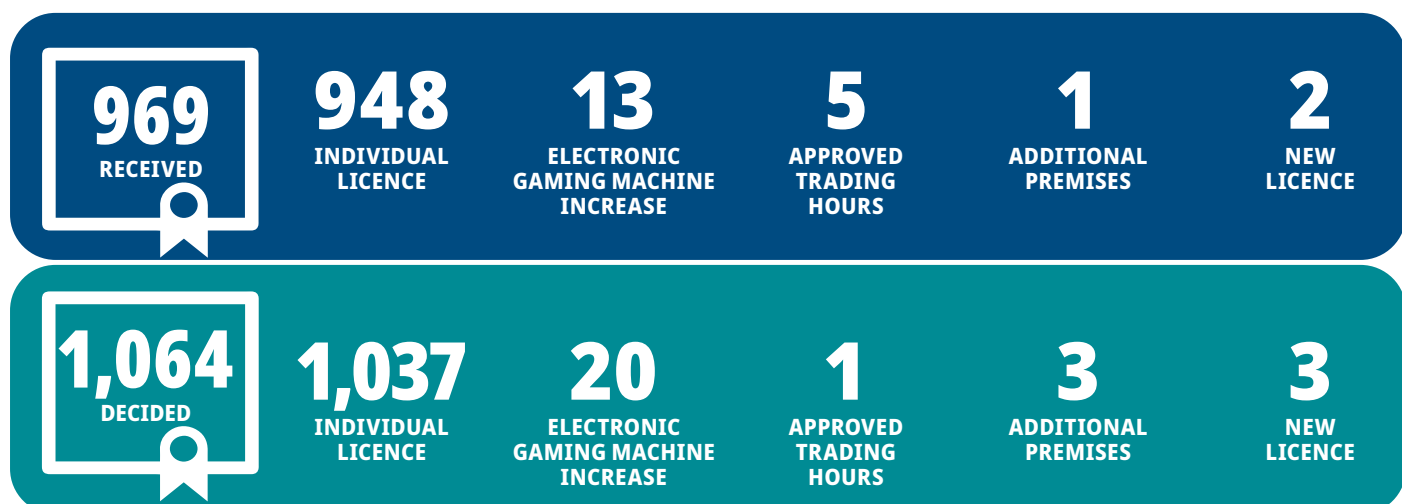 969
RECEIVED
948
INDIVIDUAL
LICENCE
13
ELECTRONIC
GAMING MACHINE
INCREASE
5
APPROVED
TRADING
HOURS
1
ADDITIONAL
PREMISES
2
NEW
LICENCE
1,064
DECIDED
1,037
INDIVIDUAL
LICENCE
20
ELECTRONIC
GAMING MACHINE
INCREASE
1
APPROVED
TRADING
HOURS
3
ADDITIONAL
PREMISES
3
NEW
LICENCE